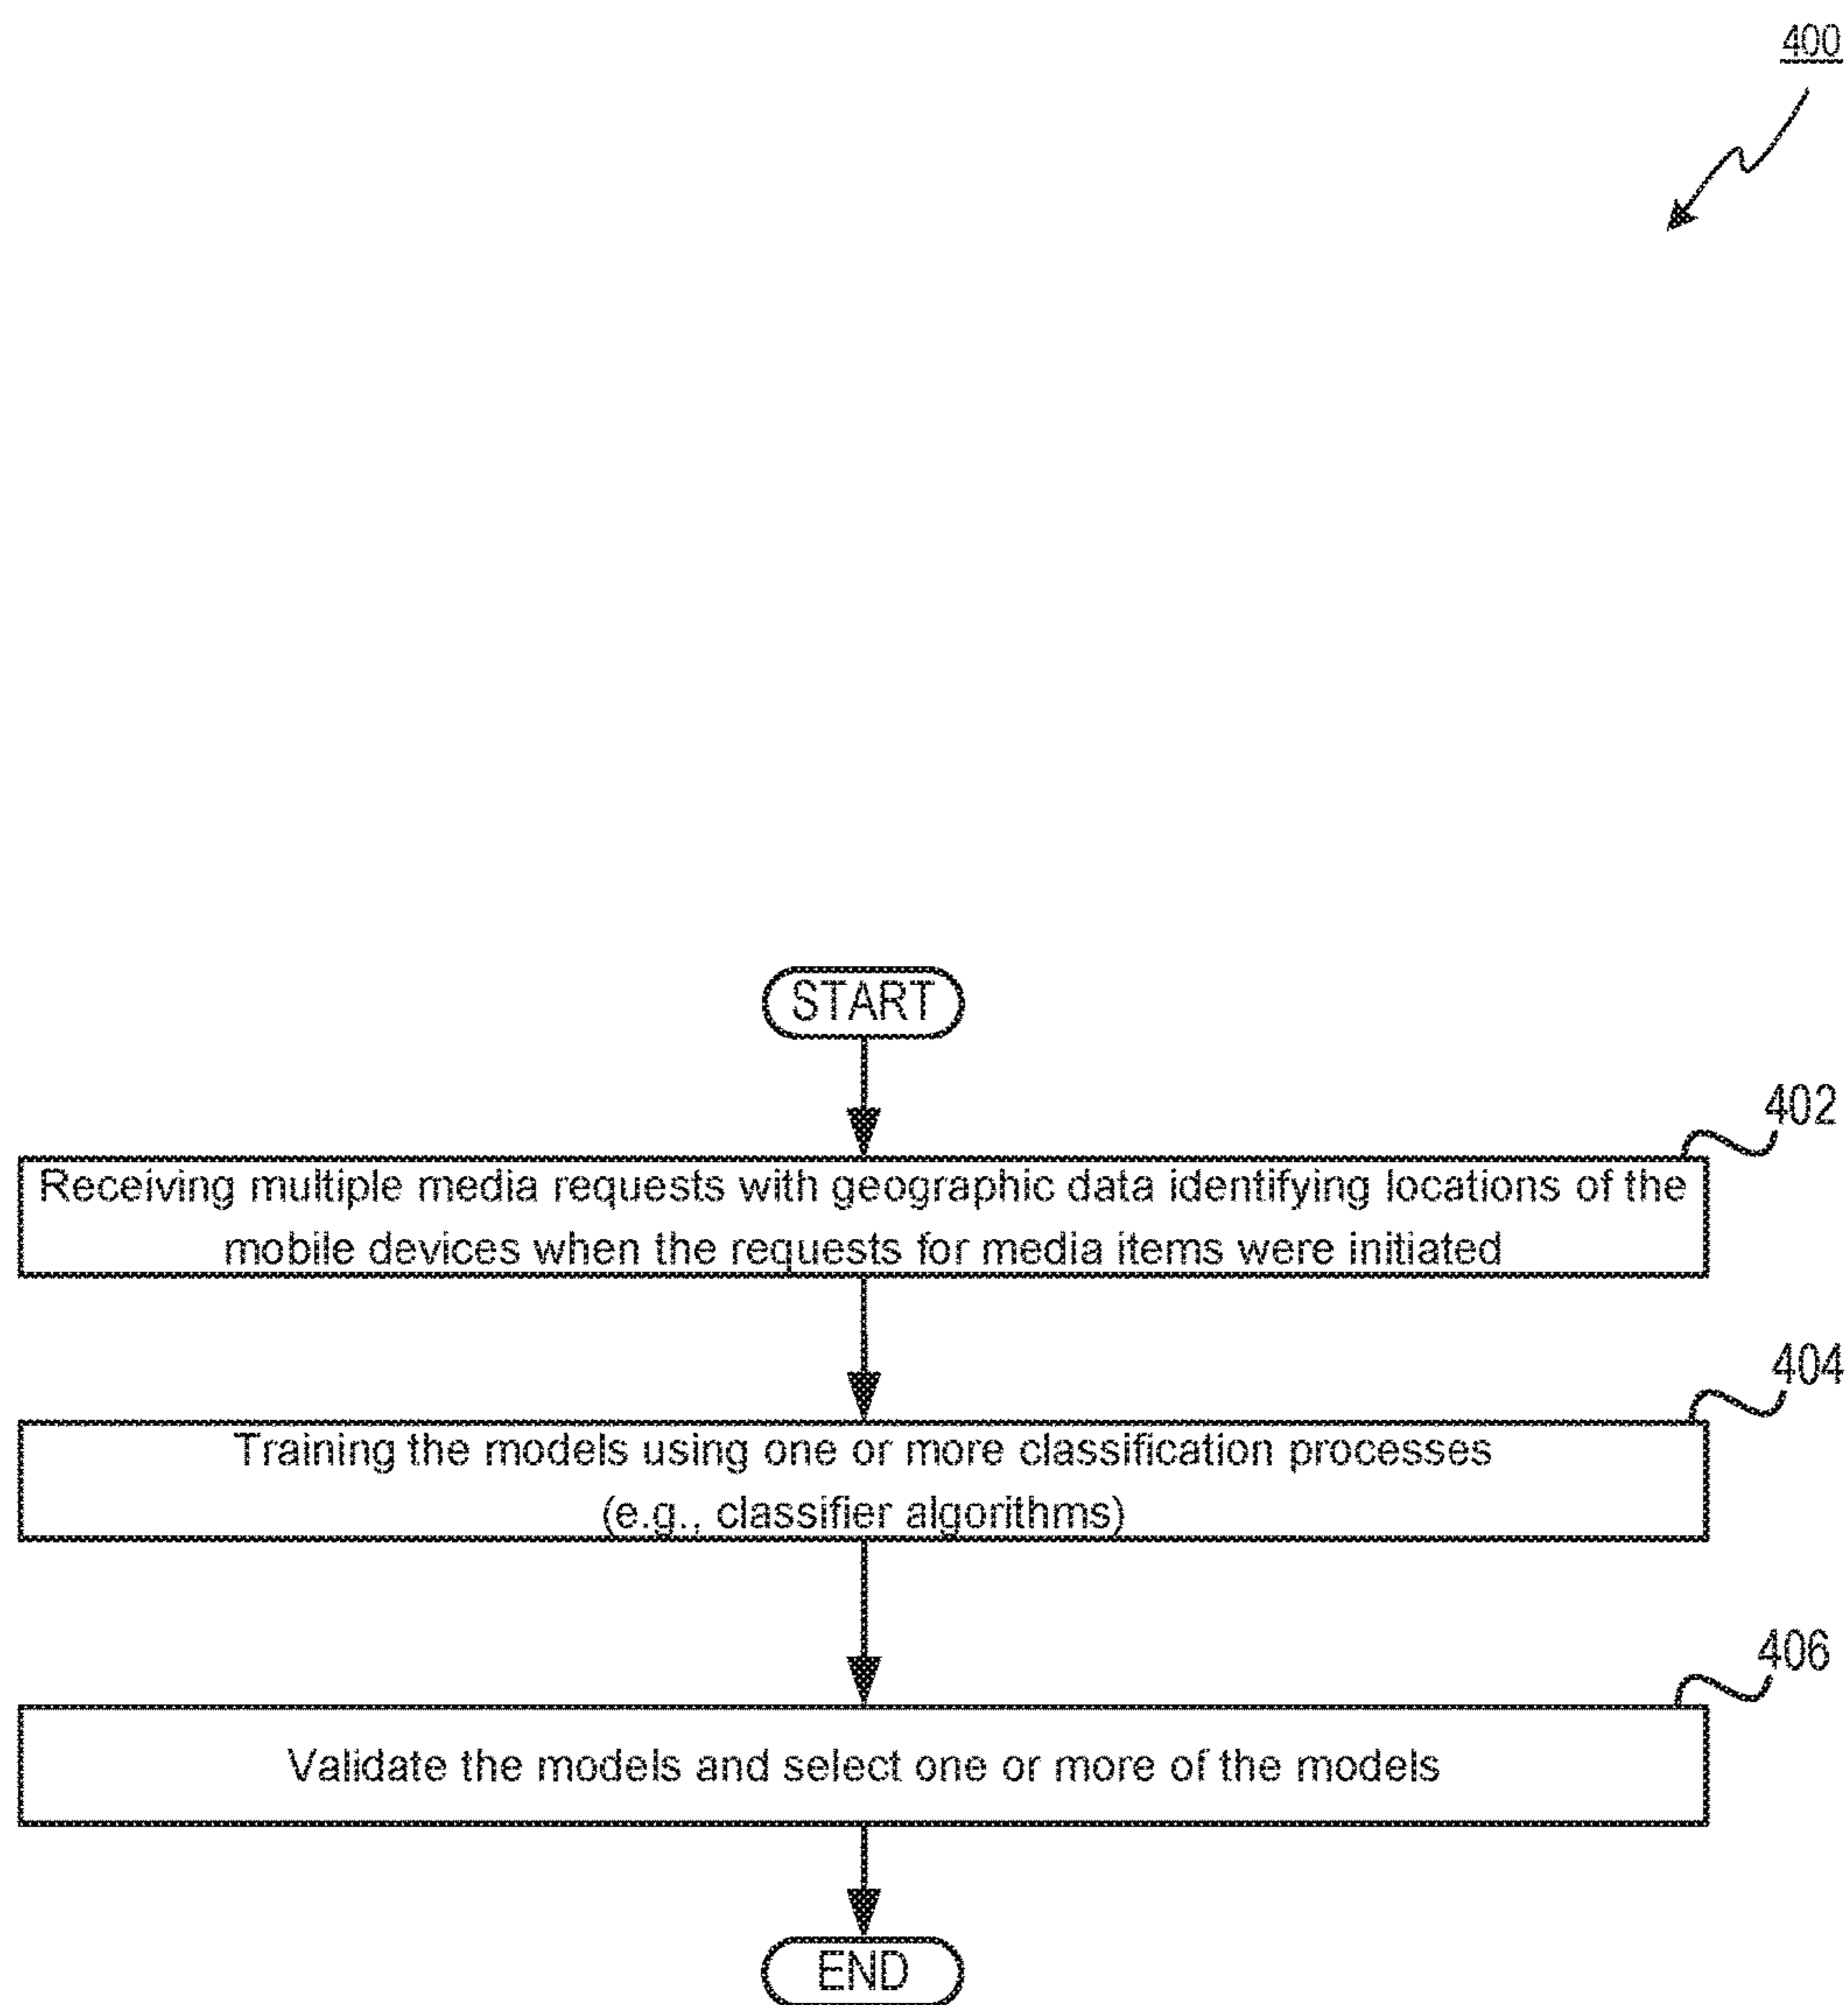 400
START
402
Receiving multiple media requests with geographic data identifying locations of the
mobile devices when the requests for media items were initiated
404
Training the models using one or more classification processes
(e.g., classifier algorithms)
406
Validate the models and select one or more of the models
END